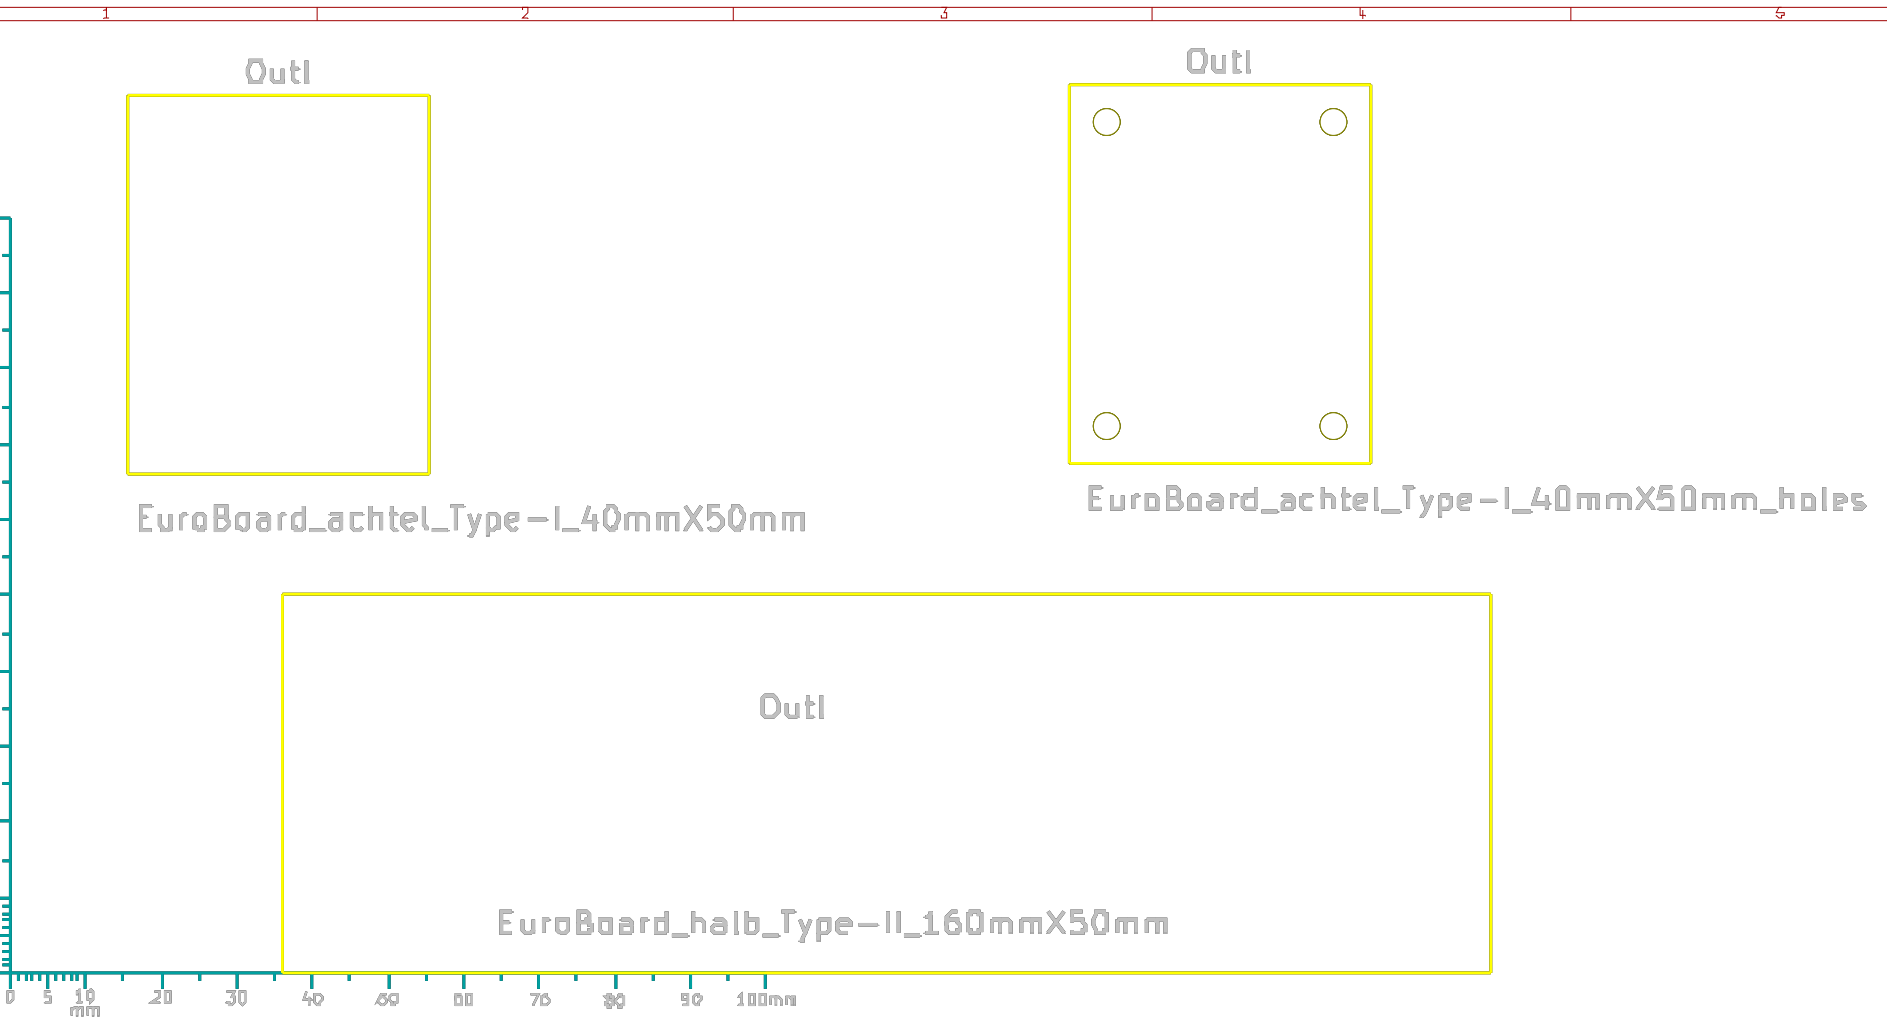 1 2 3 4 5
Outl
Outl
EuroBoard_achtel_Type-I_40mmX50mm_holes
EuroBoard_achtel_Type-I_40mmX50mm
Outl
EuroBoard_halb_Type-II_160mmX50mm
0 5 10 20 30 40 60 70 80 90 100mm
mm